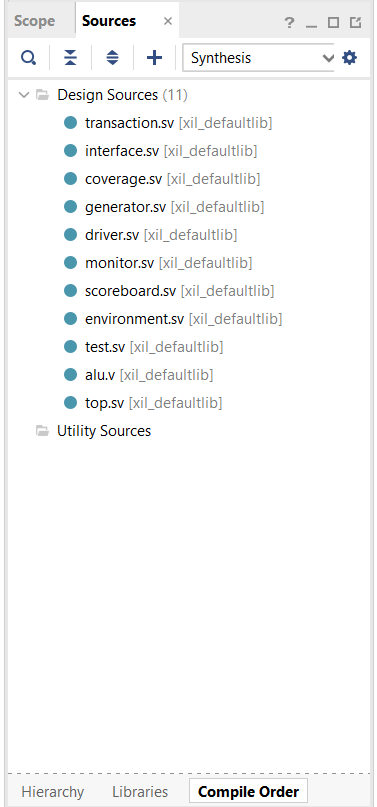 Scope Sources ×
? 
Synthesis
Design Sources (11)
transaction.sv [xil_defaultlib]
interface.sv [xil_defaultlib]
coverage.sv [xil_defaultlib]
generator.sv [xil_defaultlib]
driver.sv [xil_defaultlib]
monitor.sv [xil_defaultlib]
scoreboard.sv [xil_defaultlib]
environment.sv [xil_defaultlib]
test.sv [xil_defaultlib]
alu.v [xil_defaultlib]
top.sv [xil_defaultlib]
Utility Sources
Hierarchy Libraries Compile Order